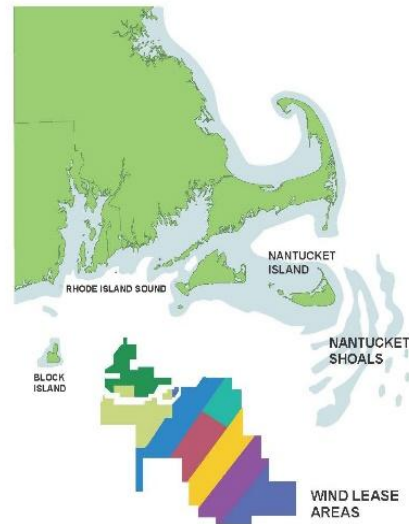 NANTUCKET
ISLAND
RHODE ISLAND SOUND
NANTUCKET
SHOALS
BLOCK
ISLAND
WIND LEASE
AREAS